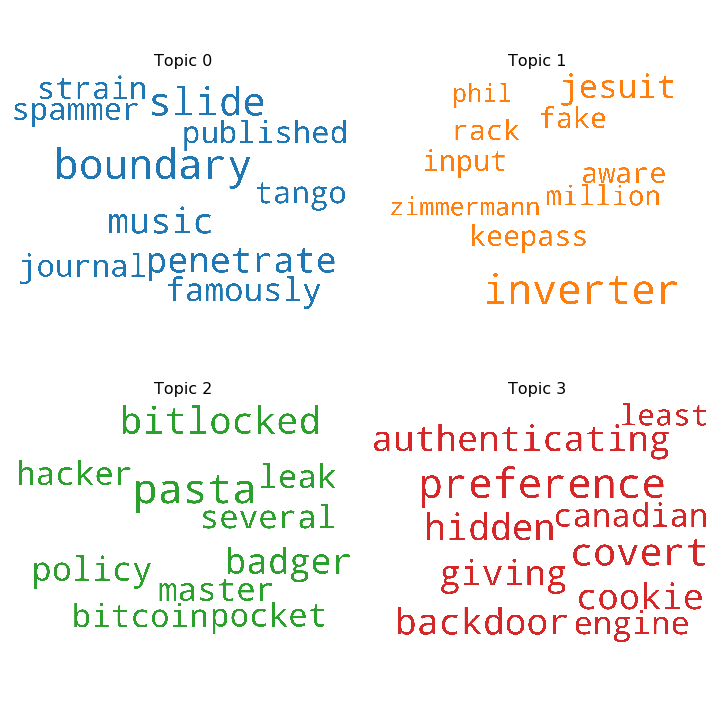 Topic 0
strain
spammer
slide
published
boundary
tango
music
journal
penetrate
famously
Topic 1
jesuit
phil
fake
rack
input
aware
million
zimmermann
keepass
inverter
Topic 2
bitlocked
hacker
pasta
leak
several
policy
badger
master
bitcoin
pocket
Topic 3
least
authenticating
preference
hidden
canadian
covert
giving
cookie
backdoor
engine